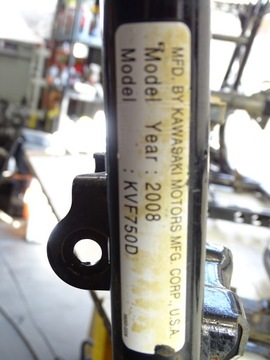 MFD. BY KAWASAKI MOTORS MFG. CORP., U.S.A.
Model Year : 2008
Model : KVF750D